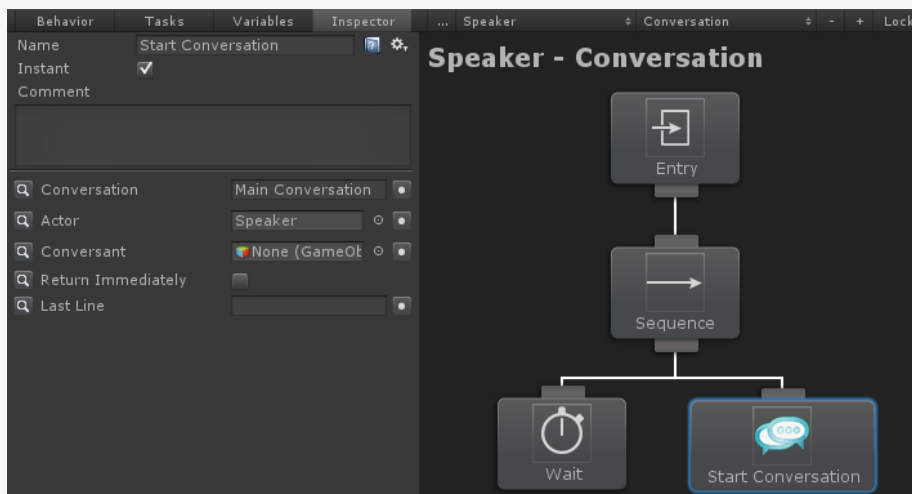 Behavior Tasks Variables Inspector ... Speaker Conversation - + Lock
Name Start Conversation
Instant
Comment
Conversation Main Conversation
Actor Speaker
Conversant None (GameOb
Return Immediately
Last Line
Speaker - Conversation
Entry
Sequence
Wait
Start Conversation